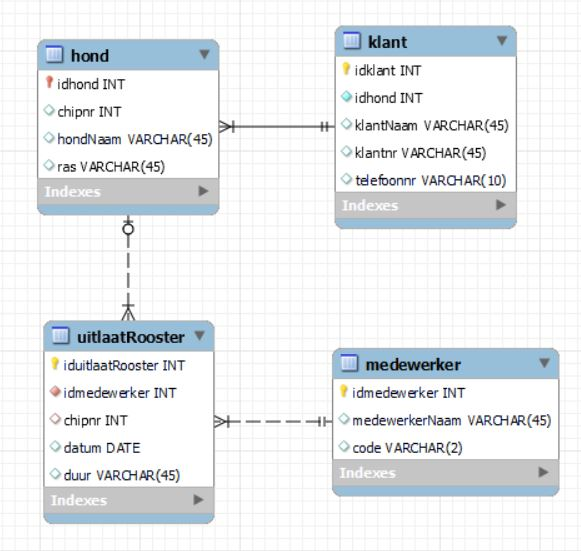 hond
idhond INT
chipnr INT
hondNaam VARCHAR(45)
ras VARCHAR(45)
Indexes
klant
idklant INT
idhond INT
klantNaam VARCHAR(45)
klantnr VARCHAR(45)
telefoonnr VARCHAR(10)
Indexes
uitlaatRooster
iduitlaatRooster INT
idmedewerker INT
chipnr INT
datum DATE
duur VARCHAR(45)
Indexes
medewerker
idmedewerker INT
medewerkerNaam VARCHAR(45)
code VARCHAR(2)
Indexes